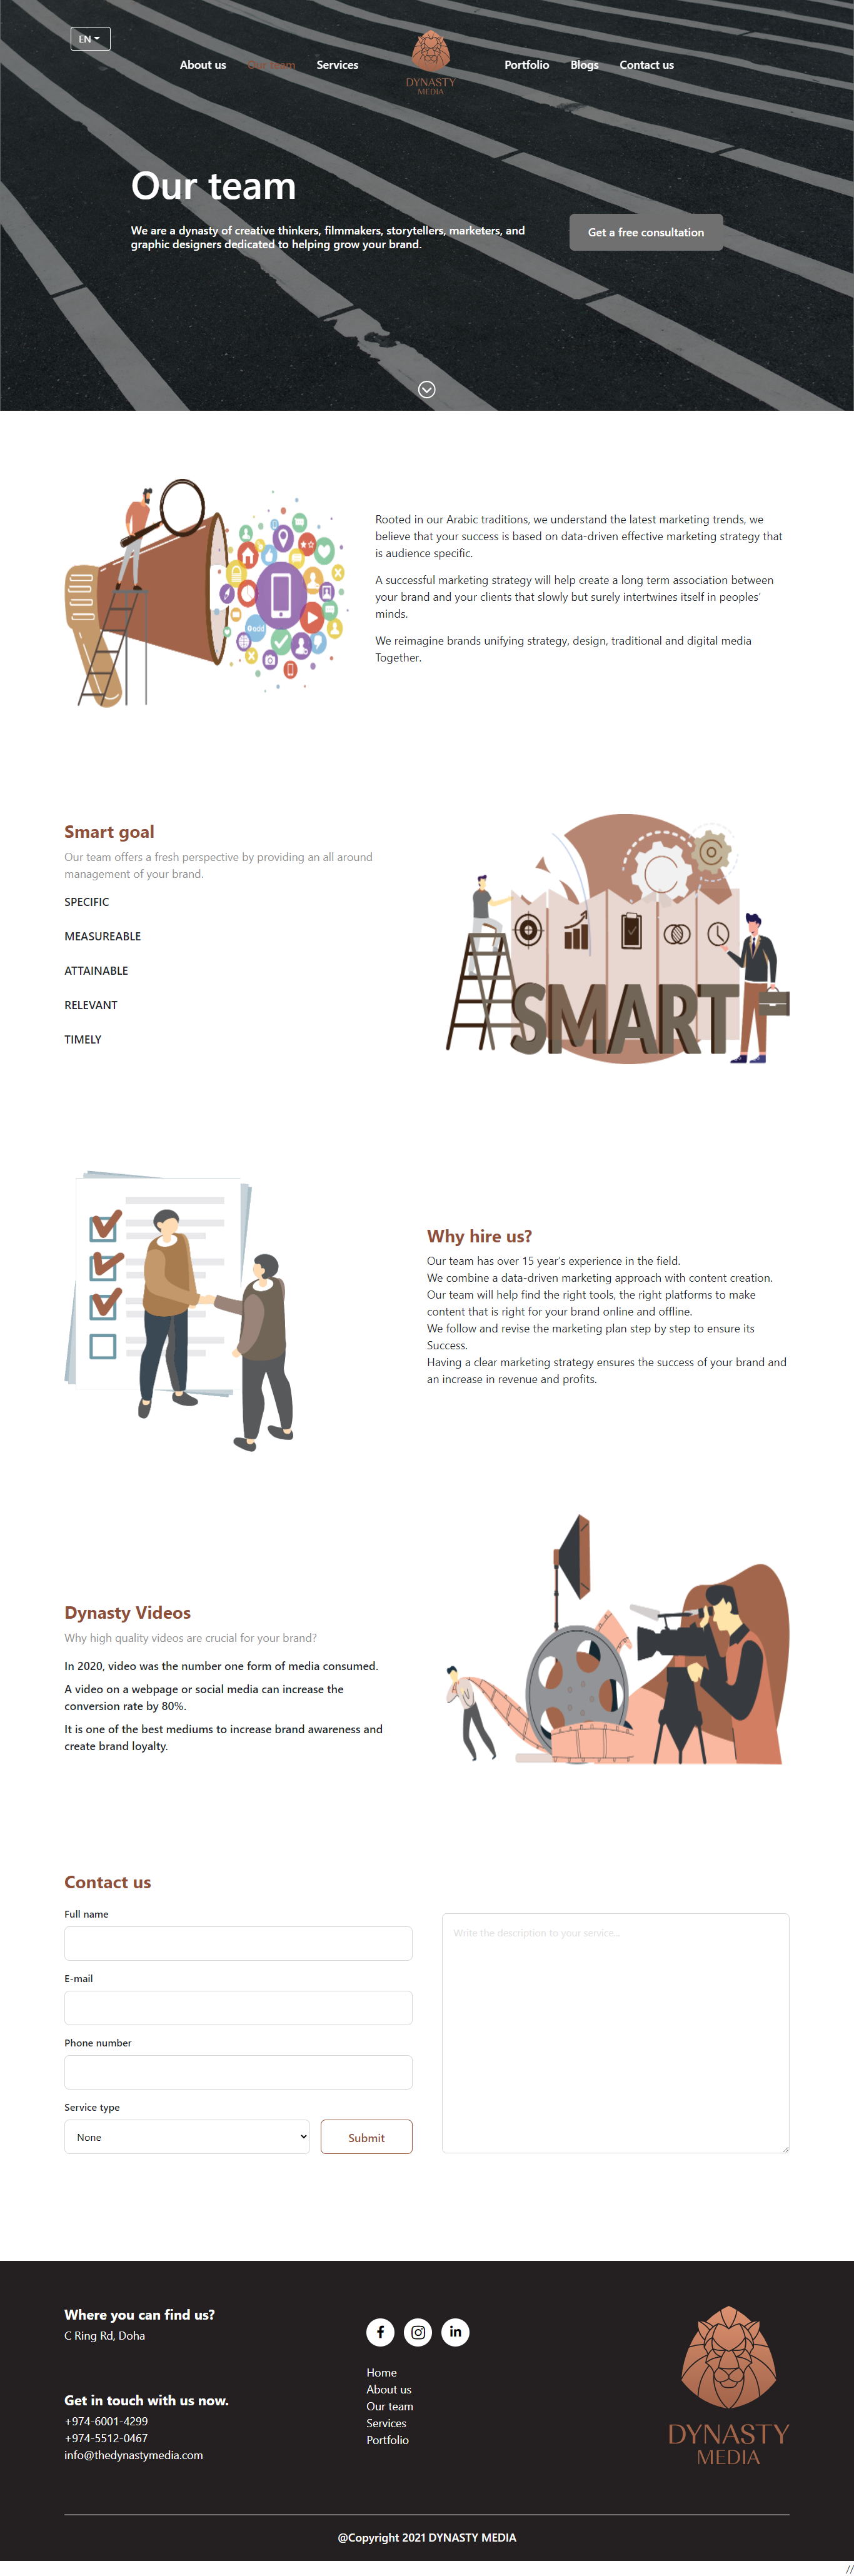 EN
About us
Our team
Services
DYNASTY
MEDIA
Portfolio
Blogs
Contact us
Our team
We are a dynasty of creative thinkers, filmmakers, storytellers, marketers, and
graphic designers dedicated to helping grow your brand.
Get a free consultation
add
Rooted in our Arabic traditions, we understand the latest marketing trends, we
believe that your success is based on data-driven effective marketing strategy that
is audience specific.
A successful marketing strategy will help create a long term association between
your brand and your clients that slowly but surely intertwines itself in peoples'
minds.
We reimagine brands unifying strategy, design, traditional and digital media
Together.
Smart goal
Our team offers a fresh perspective by providing an all around
management of your brand.
SPECIFIC
MEASUREABLE
ATTAINABLE
RELEVANT
TIMELY
SMART
Why hire us?
Our team has over 15 year's experience in the field.
We combine a data-driven marketing approach with content creation.
Our team will help find the right tools, the right platforms to make
content that is right for your brand online and offline.
We follow and revise the marketing plan step by step to ensure its
Success.
Having a clear marketing strategy ensures the success of your brand and
an increase in revenue and profits.
Dynasty Videos
Why high quality videos are crucial for your brand?
In 2020, video was the number one form of media consumed.
A video on a webpage or social media can increase the
conversion rate by 80%.
It is one of the best mediums to increase brand awareness and
create brand loyalty.
Contact us
Full name
E-mail
Phone number
Service type
None
Submit
Write the description to your service...
Where you can find us?
C Ring Rd, Doha
Get in touch with us now.
+974-6001-4299
+974-5512-0467
info@thedynastymedia.com
f
in
Home
About us
Our team
Services
Portfolio
DYNASTY
MEDIA
@Copyright 2021 DYNASTY MEDIA
//